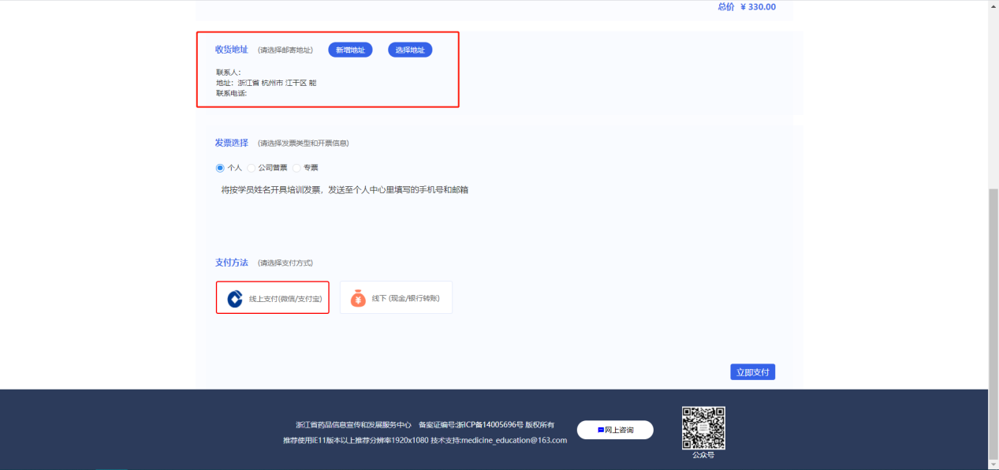 总价 ¥ 330.00
收货地址 (请选择邮寄地址) 新增地址 选择地址
联系人:
地址: 浙江省 杭州市 江干区 能
联系电话:
发票选择 (请选择发票类型和开票信息)
个人 公司普票 专票
将按学员姓名开具培训发票，发送至个人中心里填写的手机号和邮箱
支付方法 (请选择支付方式)
线上支付(微信/支付宝) 线下 (现金/银行转账)
立即支付
浙江省药品信息宣传和发展服务中心 备案证编号:浙ICP备14005696号 版权所有
推荐使用IE11版本以上推荐分辨率1920x1080 技术支持:medicine_education@163.com
网上咨询
公众号